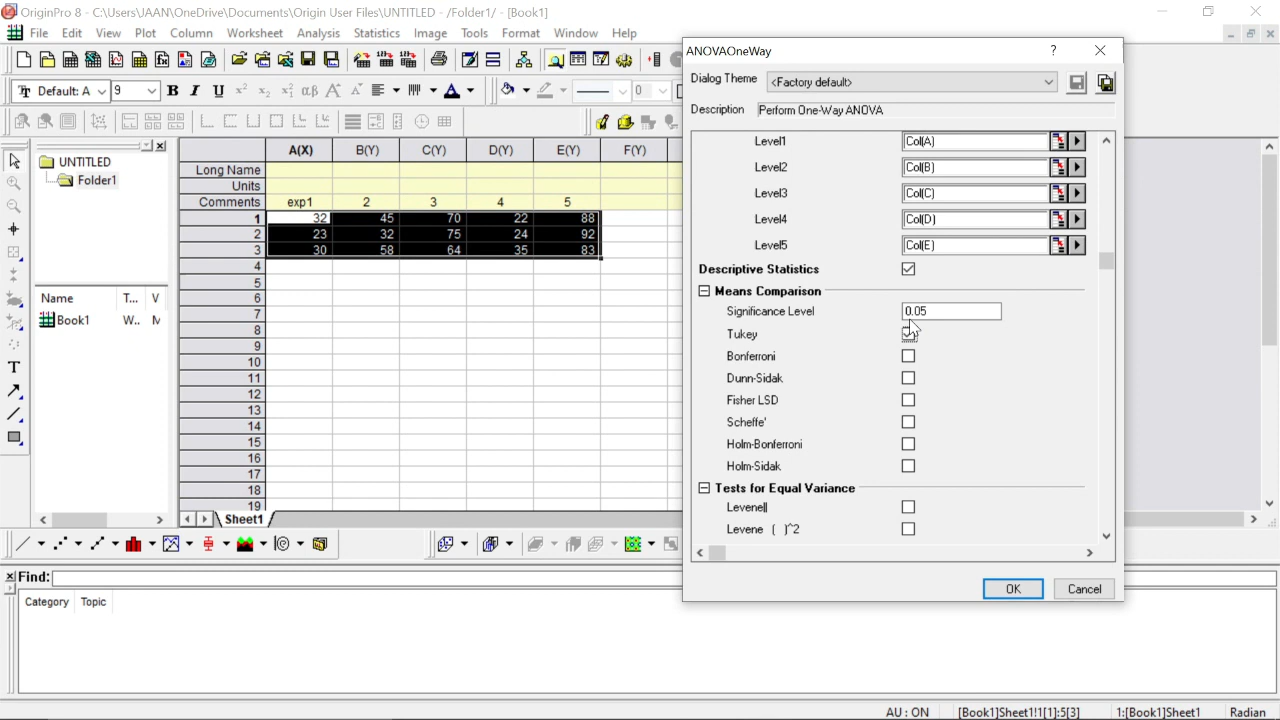 OriginPro 8 - C:\Users\JAAN\OneDrive\Documents\Origin User Files\UNTITLED - /Folder1/ - [Book1]
File Edit View Plot Column Worksheet Analysis Statistics Image Tools Format Window Help
Default: A 9 B I U 0
UNTITLED
Folder1
Name T... V
Book1 W..
A(X) B(Y) C(Y) D(Y) E(Y) F(Y)
Long Name
Units
Comments exp1 2 3 4 5
1 32 45 70 22 88
2 23 32 75 24 92
3 30 58 64 35 83
4
5
6
7
8
9
10
11
12
13
14
15
16
17
18
19
Sheet1
ANOVAOneWay ?
Dialog Theme <Factory default>
Description Perform One-Way ANOVA
Level1 Col(A)
Level2 Col(B)
Level3 Col(C)
Level4 Col(D)
Level5 Col(E)
Descriptive Statistics
Means Comparison
Significance Level 0.05
Tukey
Bonferroni
Dunn-Sidak
Fisher LSD
Scheffe'
Holm-Bonferroni
Holm-Sidak
Tests for Equal Variance
Levene||
Levene ( )^2
OK Cancel
Find:
Category Topic
AU : ON [Book1]Sheet1!1[1]:5[3] 1:[Book1]Sheet1 Radian